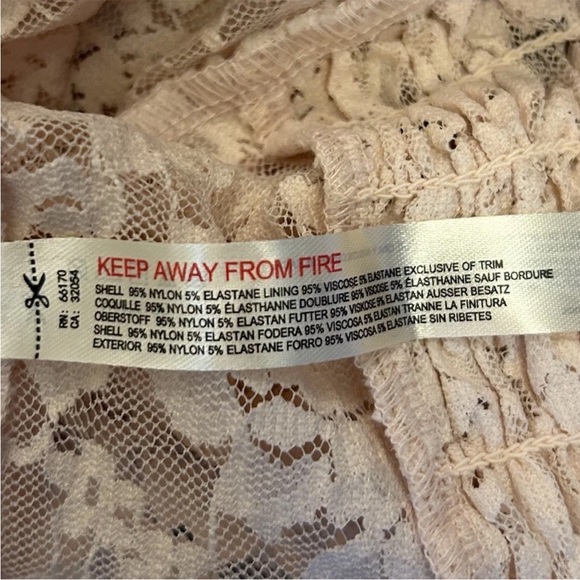 RN: 66170
CA: 32054
KEEP AWAY FROM FIRE
SHELL 95% NYLON 5% ELASTANE LINING 95% VISCOSE 5% ELASTANE EXCLUSIVE OF TRIM
COQUILLE 95% NYLON 5% ÉLASTHANNE DOUBLURE 95% VISCOSE 5% ÉLASTHANNE SAUF BORDURE
OBERSTOFF 95% NYLON 5% ELASTAN FUTTER 95% VISKOSE 5% ELASTAN AUSSER BESATZ
SHELL 95% NYLON 5% ELASTAN FODERA 95% VISCOSA 5% ELASTAN TRANNE LA FINITURA
EXTERIOR 95% NYLON 5% ELASTANE FORRO 95% VISCOSA 5% ELASTANE SIN RIBETES